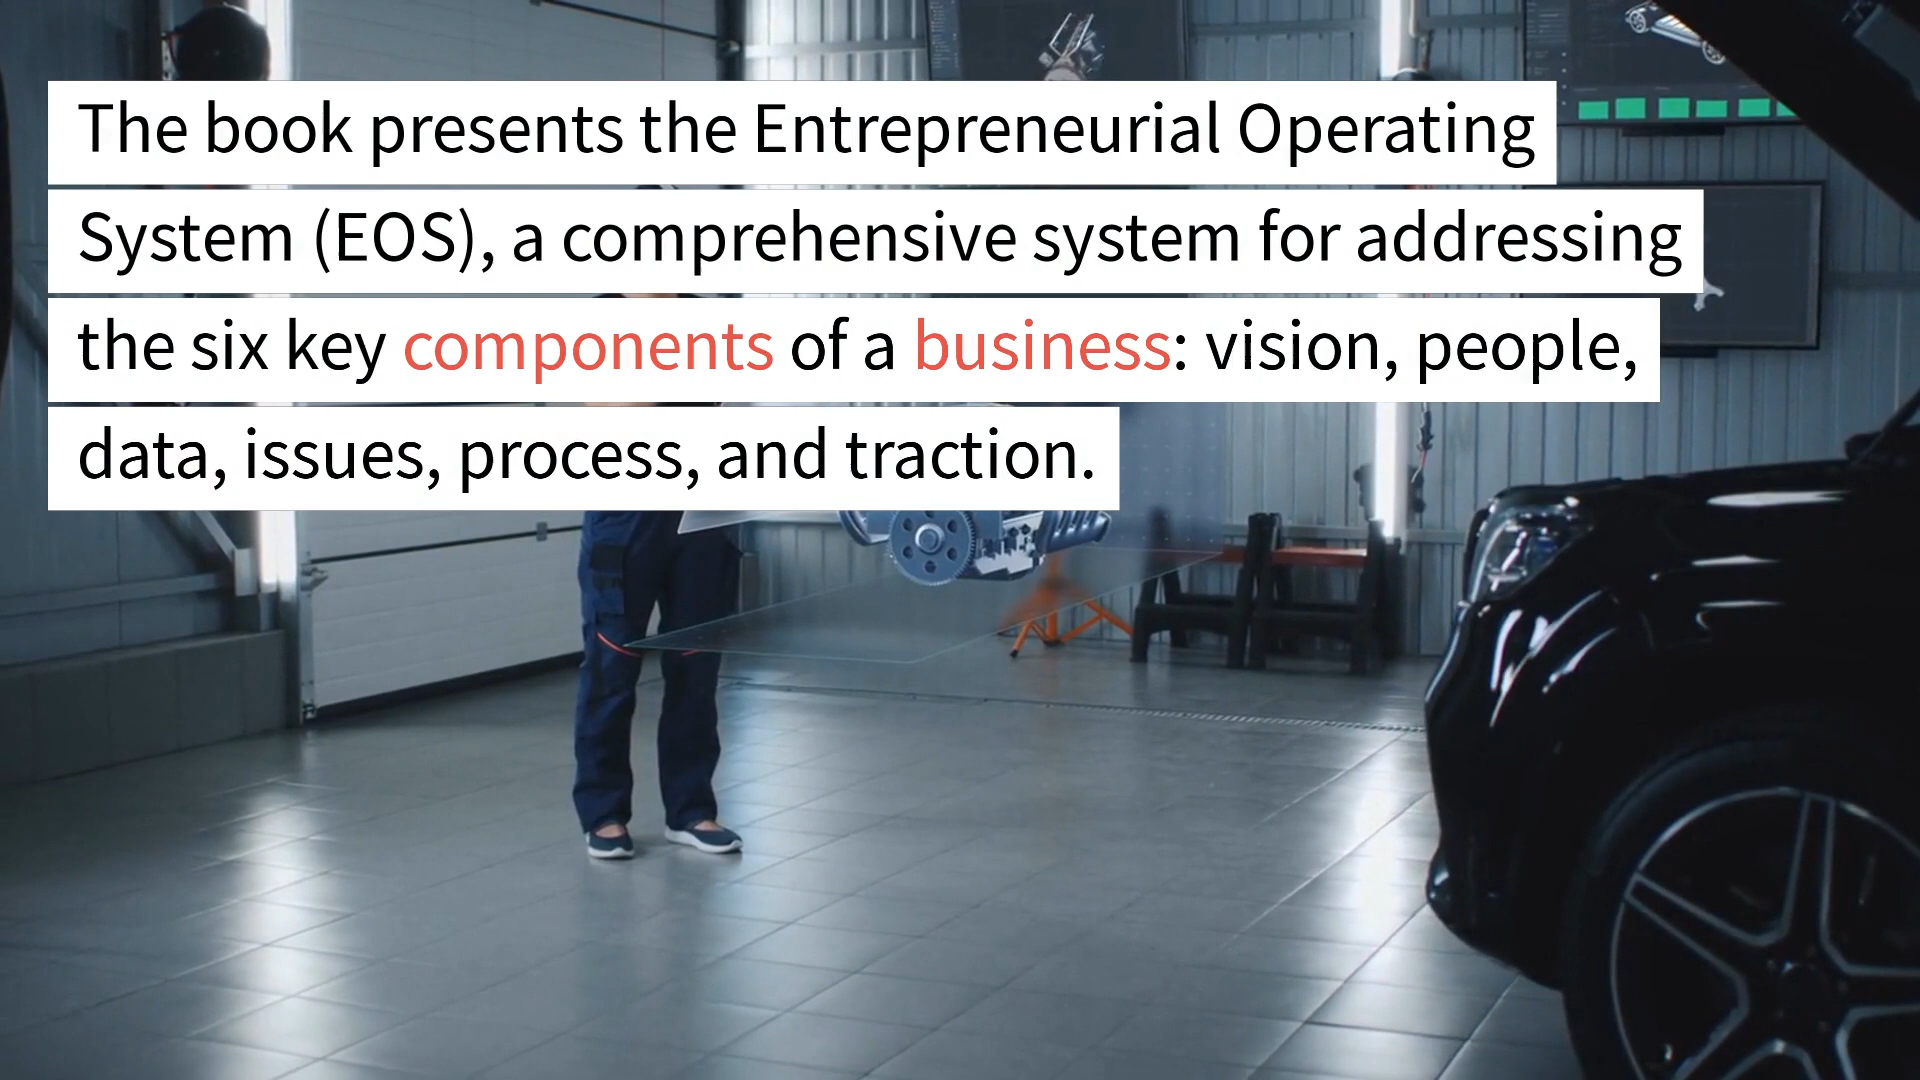 The book presents the Entrepreneurial Operating
System (EOS), a comprehensive system for addressing
the six key components of a business: vision, people,
data, issues, process, and traction.